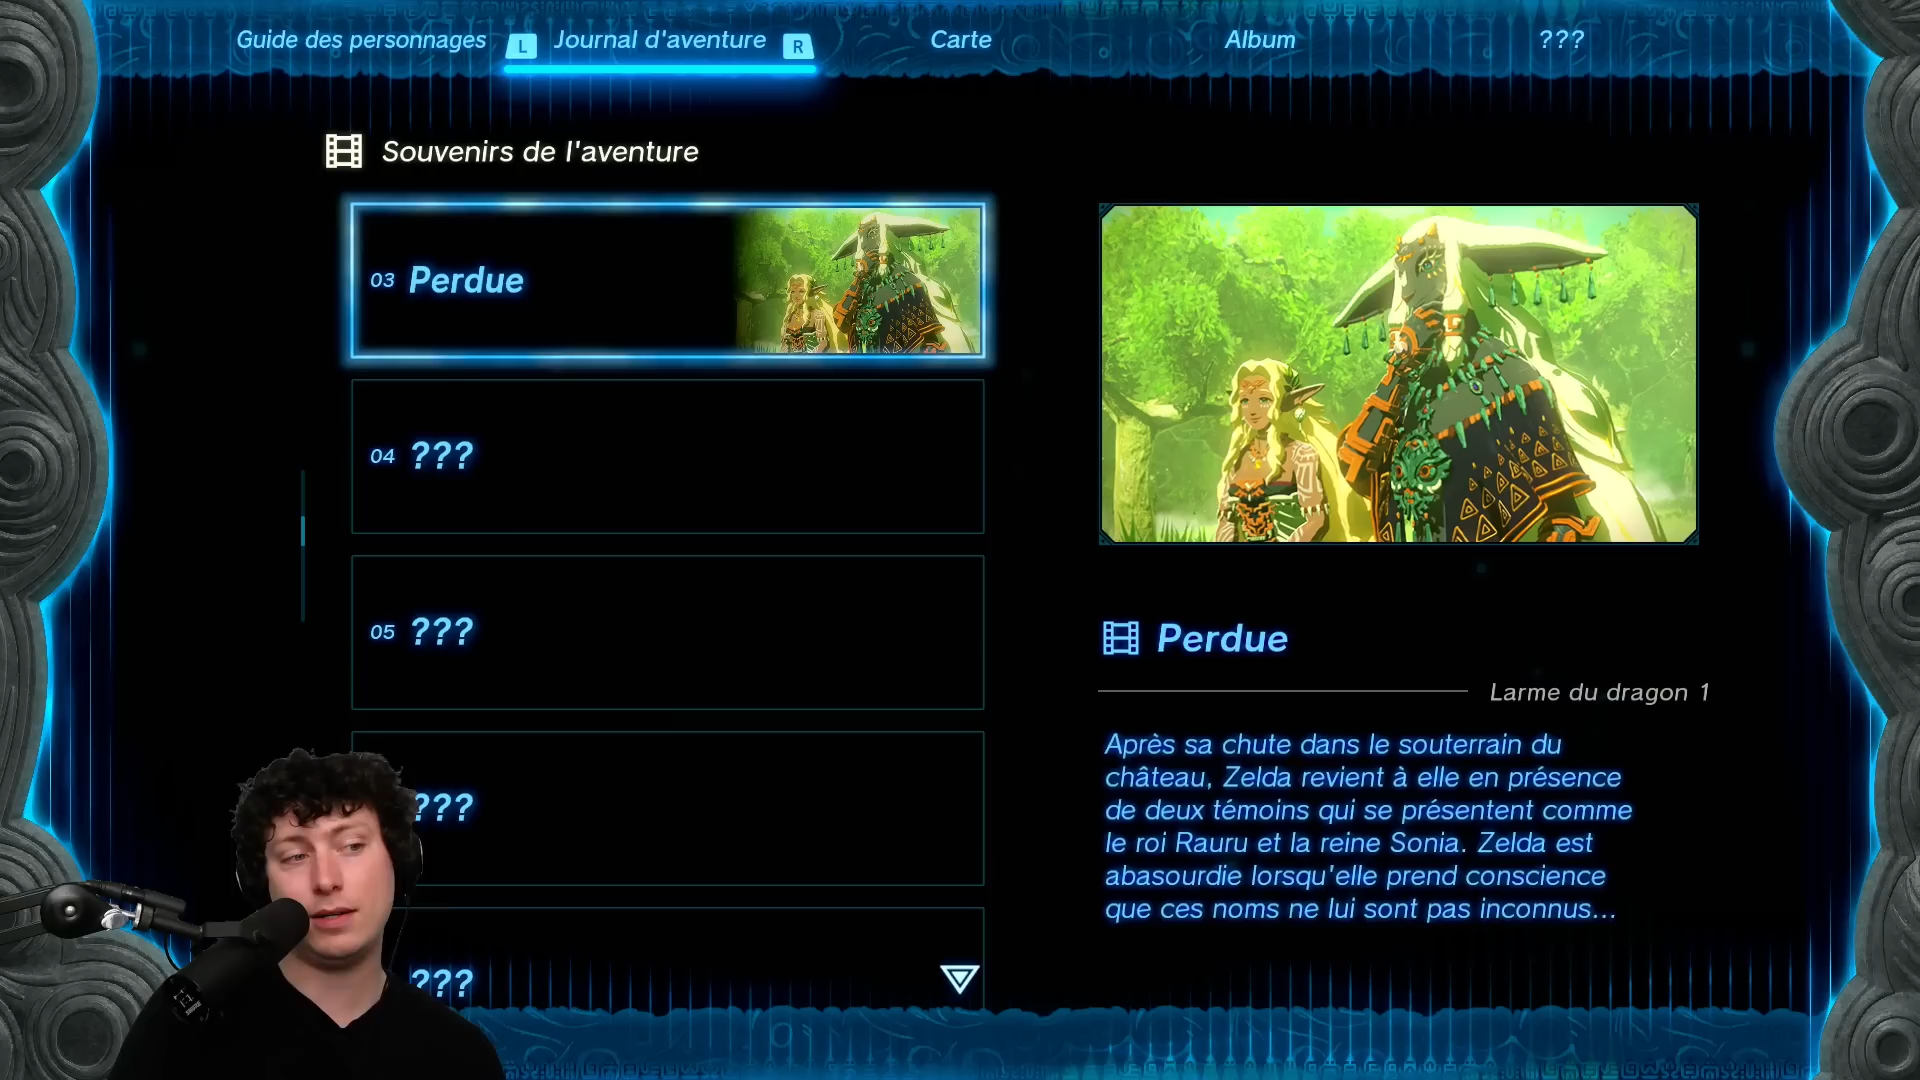 Guide des personnages
L
Journal d'aventure
R
Carte
Album
???
Souvenirs de l'aventure
03 Perdue
04 ???
05 ???
???
???
Perdue
Larme du dragon 1
Après sa chute dans le souterrain du
château, Zelda revient à elle en présence
de deux témoins qui se présentent comme
le roi Rauru et la reine Sonia. Zelda est
abasourdie lorsqu'elle prend conscience
que ces noms ne lui sont pas inconnus...